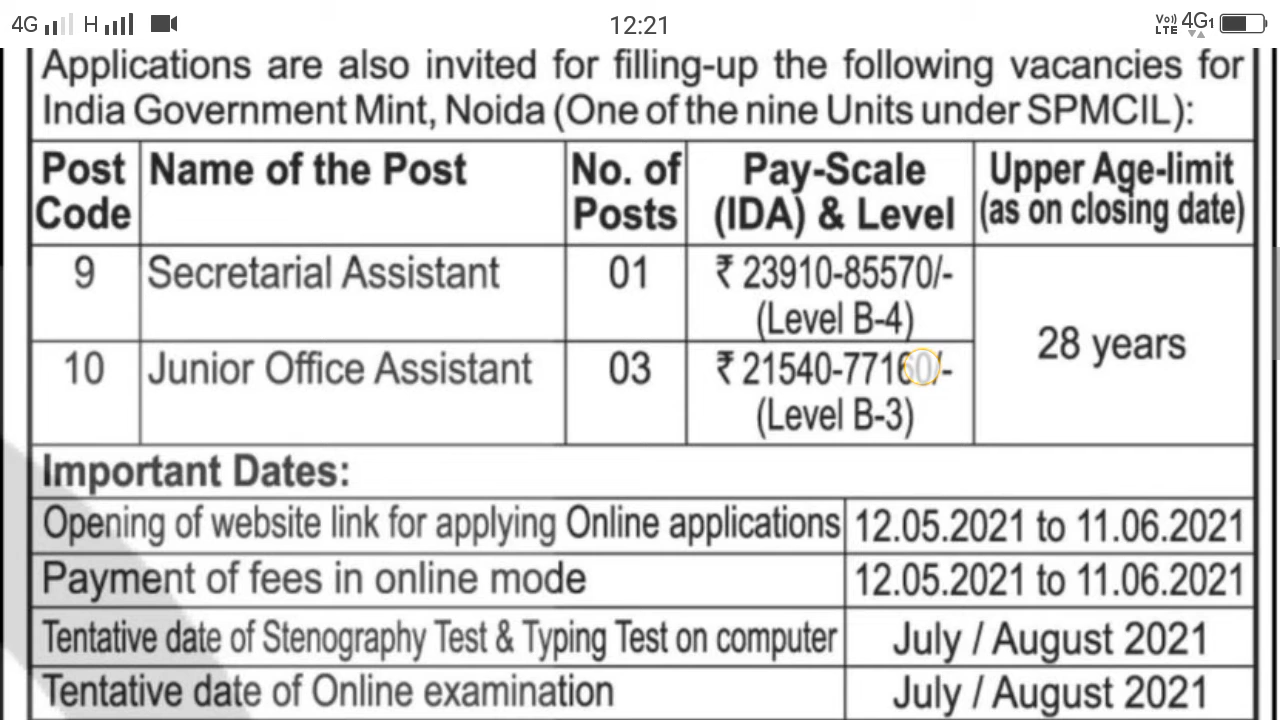 4G H 12:21 Vo)) LTE 4G1
Applications are also invited for filling-up the following vacancies for
India Government Mint, Noida (One of the nine Units under SPMCIL):
Post Code Name of the Post No. of Posts Pay-Scale (IDA) & Level Upper Age-limit (as on closing date)
9 Secretarial Assistant 01 ₹ 23910-85570/- (Level B-4) 28 years
10 Junior Office Assistant 03 ₹ 21540-77160/- (Level B-3)
Important Dates:
Opening of website link for applying Online applications 12.05.2021 to 11.06.2021
Payment of fees in online mode 12.05.2021 to 11.06.2021
Tentative date of Stenography Test & Typing Test on computer July / August 2021
Tentative date of Online examination July / August 2021